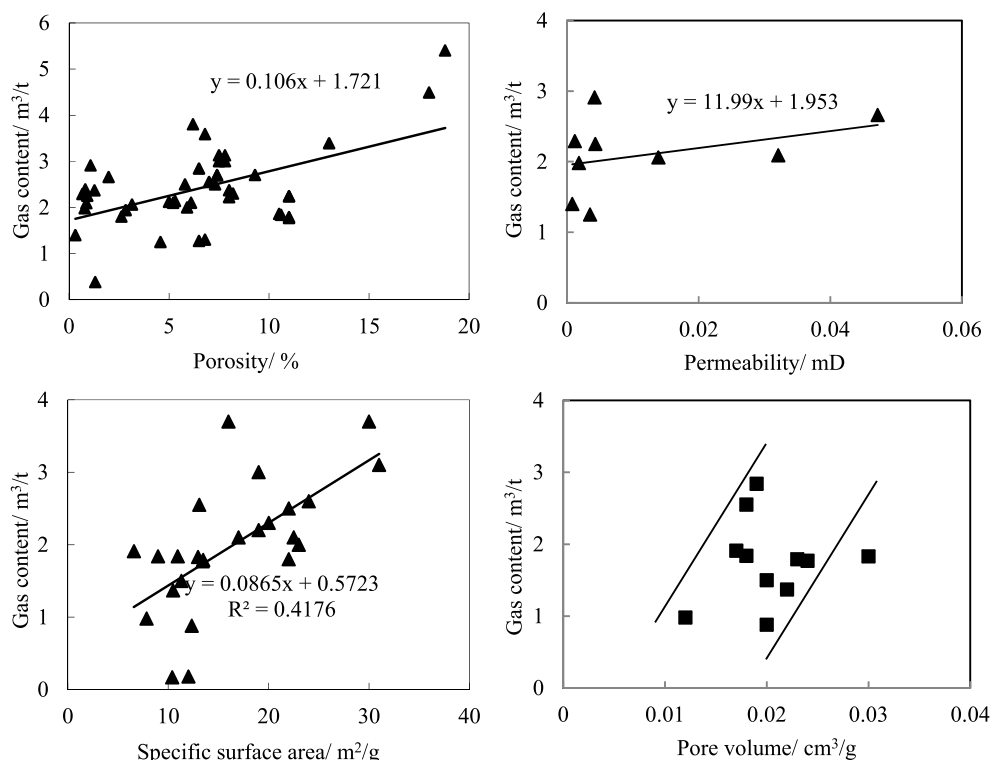 Gas content/ m³/t
6
5
4
3
2
1
0
y = 0.106x + 1.721
0 5 10 15 20
Porosity/ %
Gas content/ m³/t
4
3
2
1
0
y = 11.99x + 1.953
0 0.02 0.04 0.06
Permeability/ mD
Gas content/ m³/t
4
3
2
1
0
y = 0.0865x + 0.5723
R² = 0.4176
0 10 20 30 40
Specific surface area/ m²/g
Gas content/ m³/t
4
3
2
1
0
0 0.01 0.02 0.03 0.04
Pore volume/ cm³/g